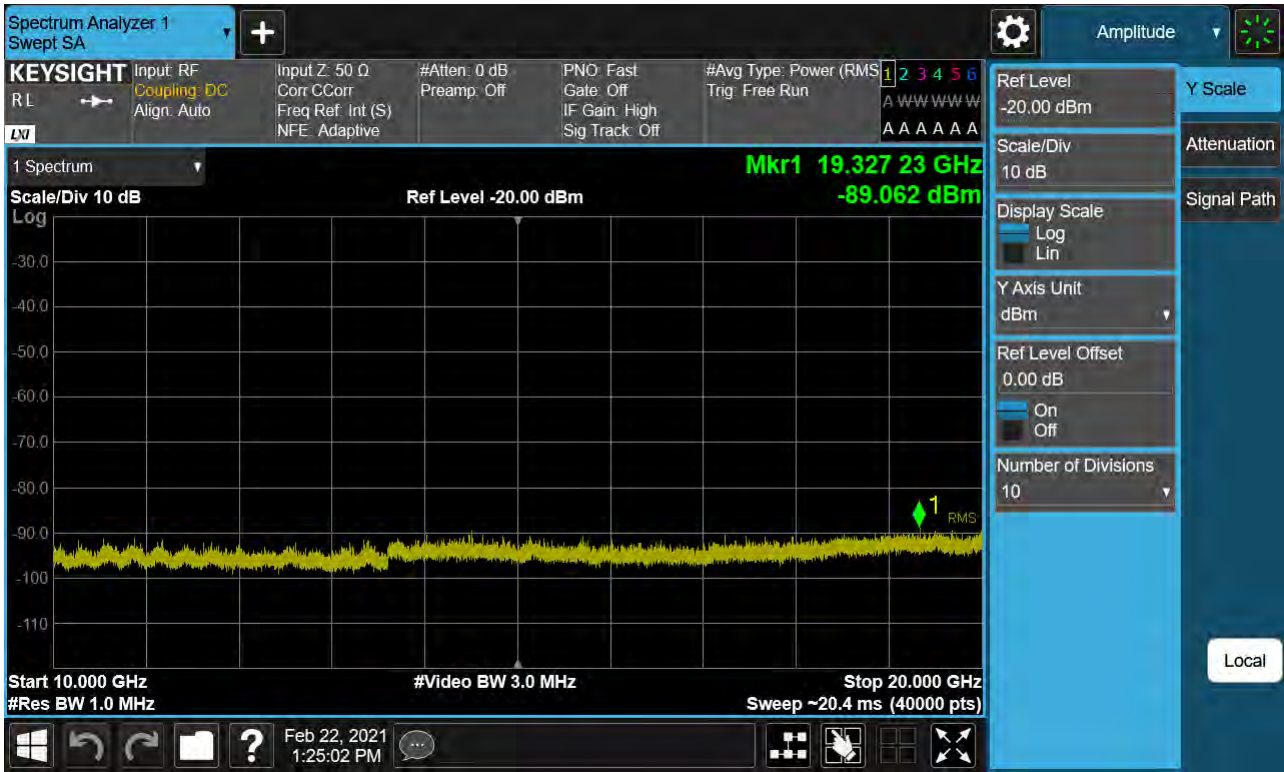 Spectrum Analyzer 1
Swept SA
+
Amplitude
KEYSIGHT
R L
LXI
Input: RF
Coupling: DC
Align: Auto
Input Z: 50 Ω
Corr CCorr
Freq Ref: Int (S)
NFE: Adaptive
#Atten: 0 dB
Preamp: Off
PNO: Fast
Gate: Off
IF Gain: High
Sig Track: Off
#Avg Type: Power (RMS
Trig: Free Run
1 2 3 4 5 6
A W W W W W
A A A A A A
1 Spectrum
Mkr1 19.327 23 GHz
-89.062 dBm
Scale/Div 10 dB
Ref Level -20.00 dBm
Log
-30.0
-40.0
-50.0
-60.0
-70.0
-80.0
-90.0
-100
-110
1
RMS
Start 10.000 GHz
#Video BW 3.0 MHz
Stop 20.000 GHz
#Res BW 1.0 MHz
Sweep ~20.4 ms (40000 pts)
Ref Level
-20.00 dBm
Scale/Div
10 dB
Display Scale
Log
Lin
Y Axis Unit
dBm
Ref Level Offset
0.00 dB
On
Off
Number of Divisions
10
Y Scale
Attenuation
Signal Path
Local
?
Feb 22, 2021
1:25:02 PM